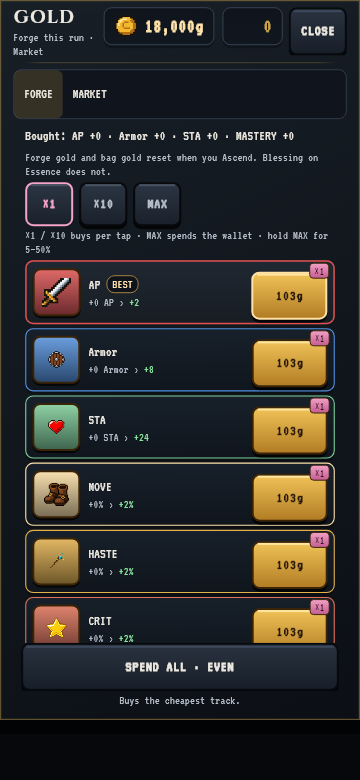 GOLD
Forge this run ·
Market
18,000g
0
CLOSE
FORGE
MARKET
Bought: AP +0 · Armor +0 · STA +0 · MASTERY +0
Forge gold and bag gold reset when you Ascend. Blessing on
Essence does not.
X1
X10
MAX
X1 / X10 buys per tap · MAX spends the wallet · hold MAX for
5-50%
AP BEST
+0 AP › +2
X1
103g
Armor
+0 Armor › +8
X1
103g
STA
+0 STA › +24
X1
103g
MOVE
+0% › +2%
X1
103g
HASTE
+0% › +2%
X1
103g
CRIT
+0% › +2%
X1
103g
SPEND ALL · EVEN
Buys the cheapest track.